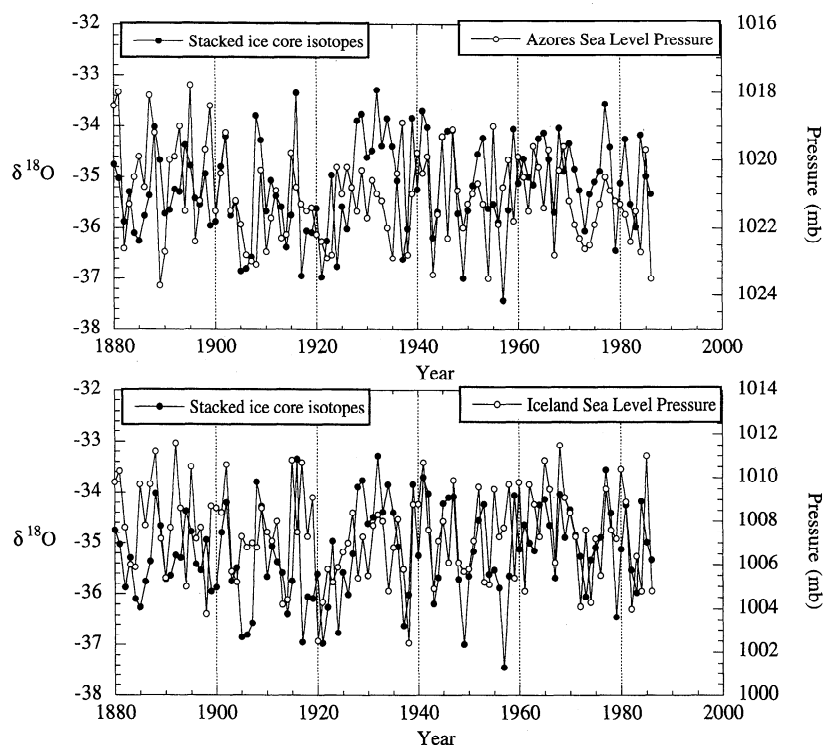 -32
-33
-34
-35
-36
-37
-38
δ18O
Stacked ice core isotopes
Azores Sea Level Pressure
1016
1018
1020
1022
1024
Pressure (mb)
1880 1900 1920 1940 1960 1980 2000
Year
-32
-33
-34
-35
-36
-37
-38
δ18O
Stacked ice core isotopes
Iceland Sea Level Pressure
1014
1012
1010
1008
1006
1004
1002
1000
Pressure (mb)
1880 1900 1920 1940 1960 1980 2000
Year